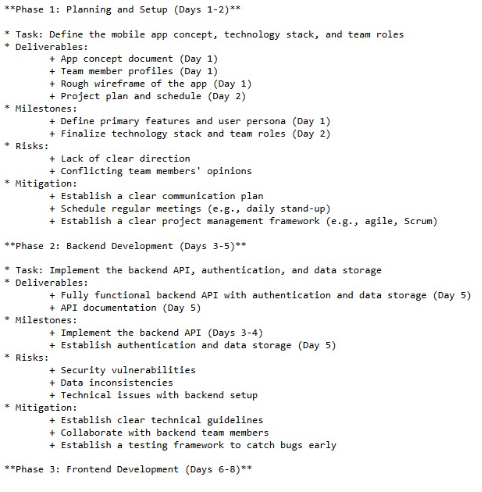 **Phase 1: Planning and Setup (Days 1-2)**
* Task: Define the mobile app concept, technology stack, and team roles
* Deliverables:
+ App concept document (Day 1)
+ Team member profiles (Day 1)
+ Rough wireframe of the app (Day 1)
+ Project plan and schedule (Day 2)
* Milestones:
+ Define primary features and user persona (Day 1)
+ Finalize technology stack and team roles (Day 2)
* Risks:
+ Lack of clear direction
+ Conflicting team members' opinions
* Mitigation:
+ Establish a clear communication plan
+ Schedule regular meetings (e.g., daily stand-up)
+ Establish a clear project management framework (e.g., agile, Scrum)
**Phase 2: Backend Development (Days 3-5)**
* Task: Implement the backend API, authentication, and data storage
* Deliverables:
+ Fully functional backend API with authentication and data storage (Day 5)
+ API documentation (Day 5)
* Milestones:
+ Implement the backend API (Days 3-4)
+ Establish authentication and data storage (Day 5)
* Risks:
+ Security vulnerabilities
+ Data inconsistencies
+ Technical issues with backend setup
* Mitigation:
+ Establish clear technical guidelines
+ Collaborate with backend team members
+ Establish a testing framework to catch bugs early
**Phase 3: Frontend Development (Days 6-8)**